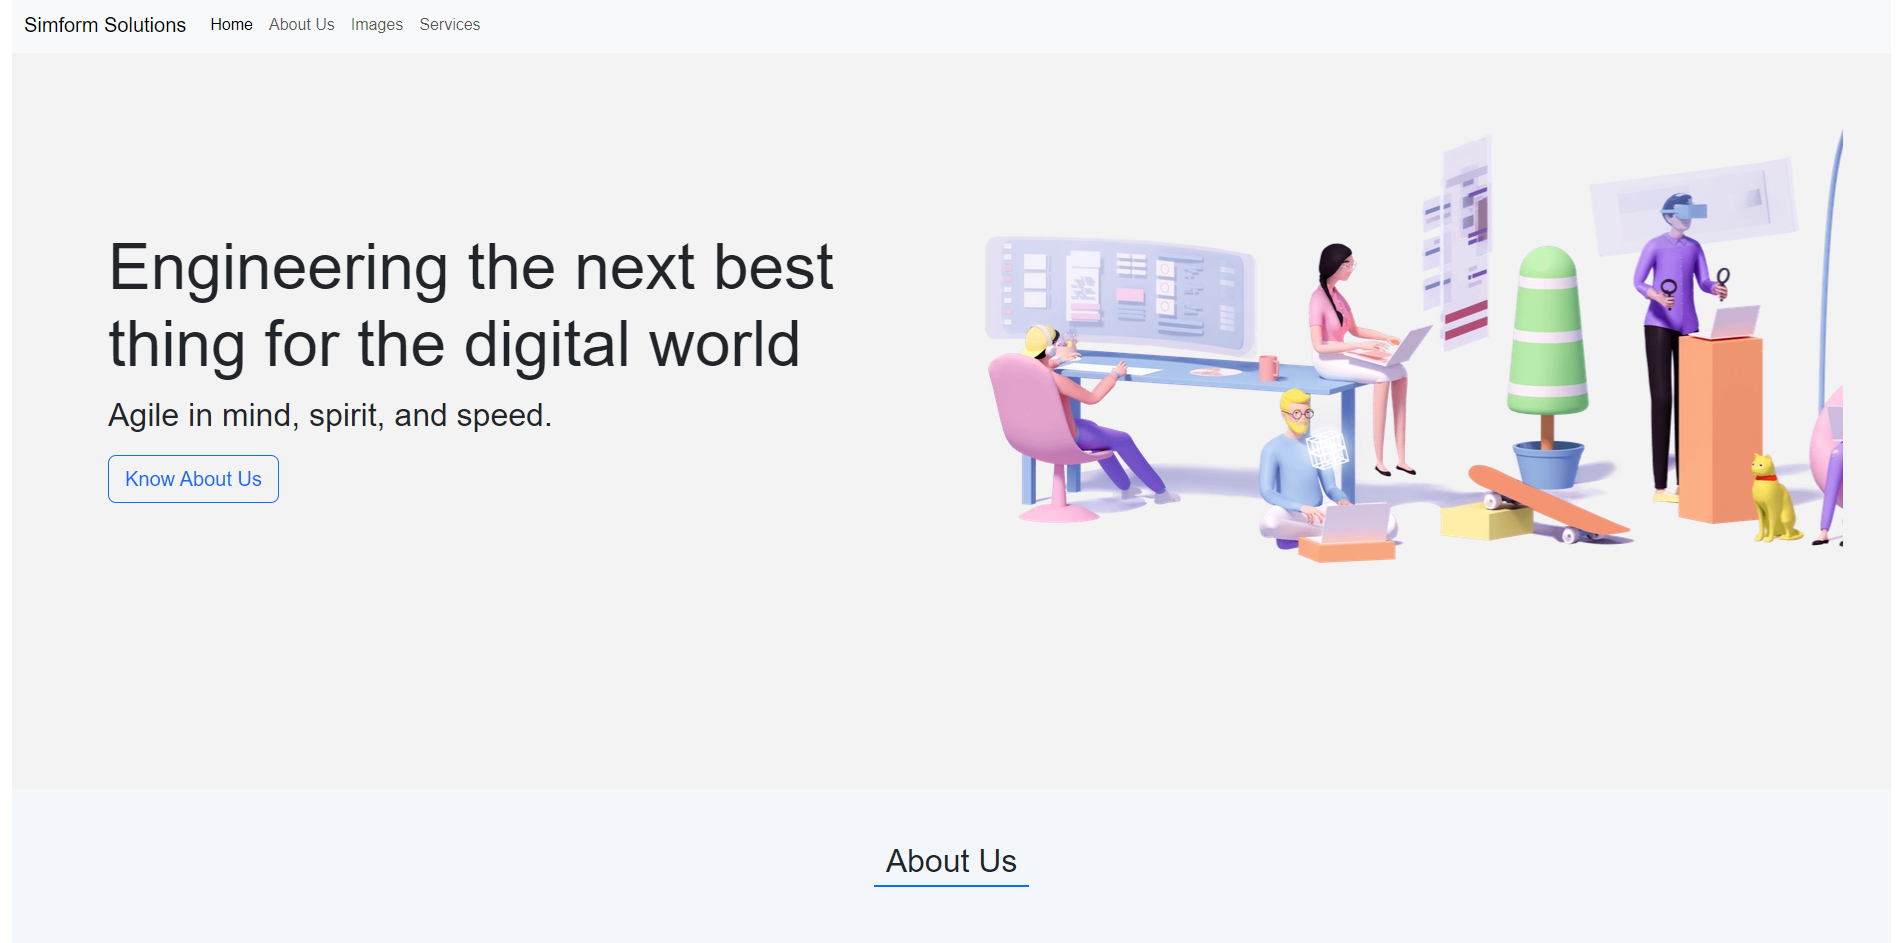 Simform Solutions Home About Us Images Services
Engineering the next best
thing for the digital world
Agile in mind, spirit, and speed.
Know About Us
About Us